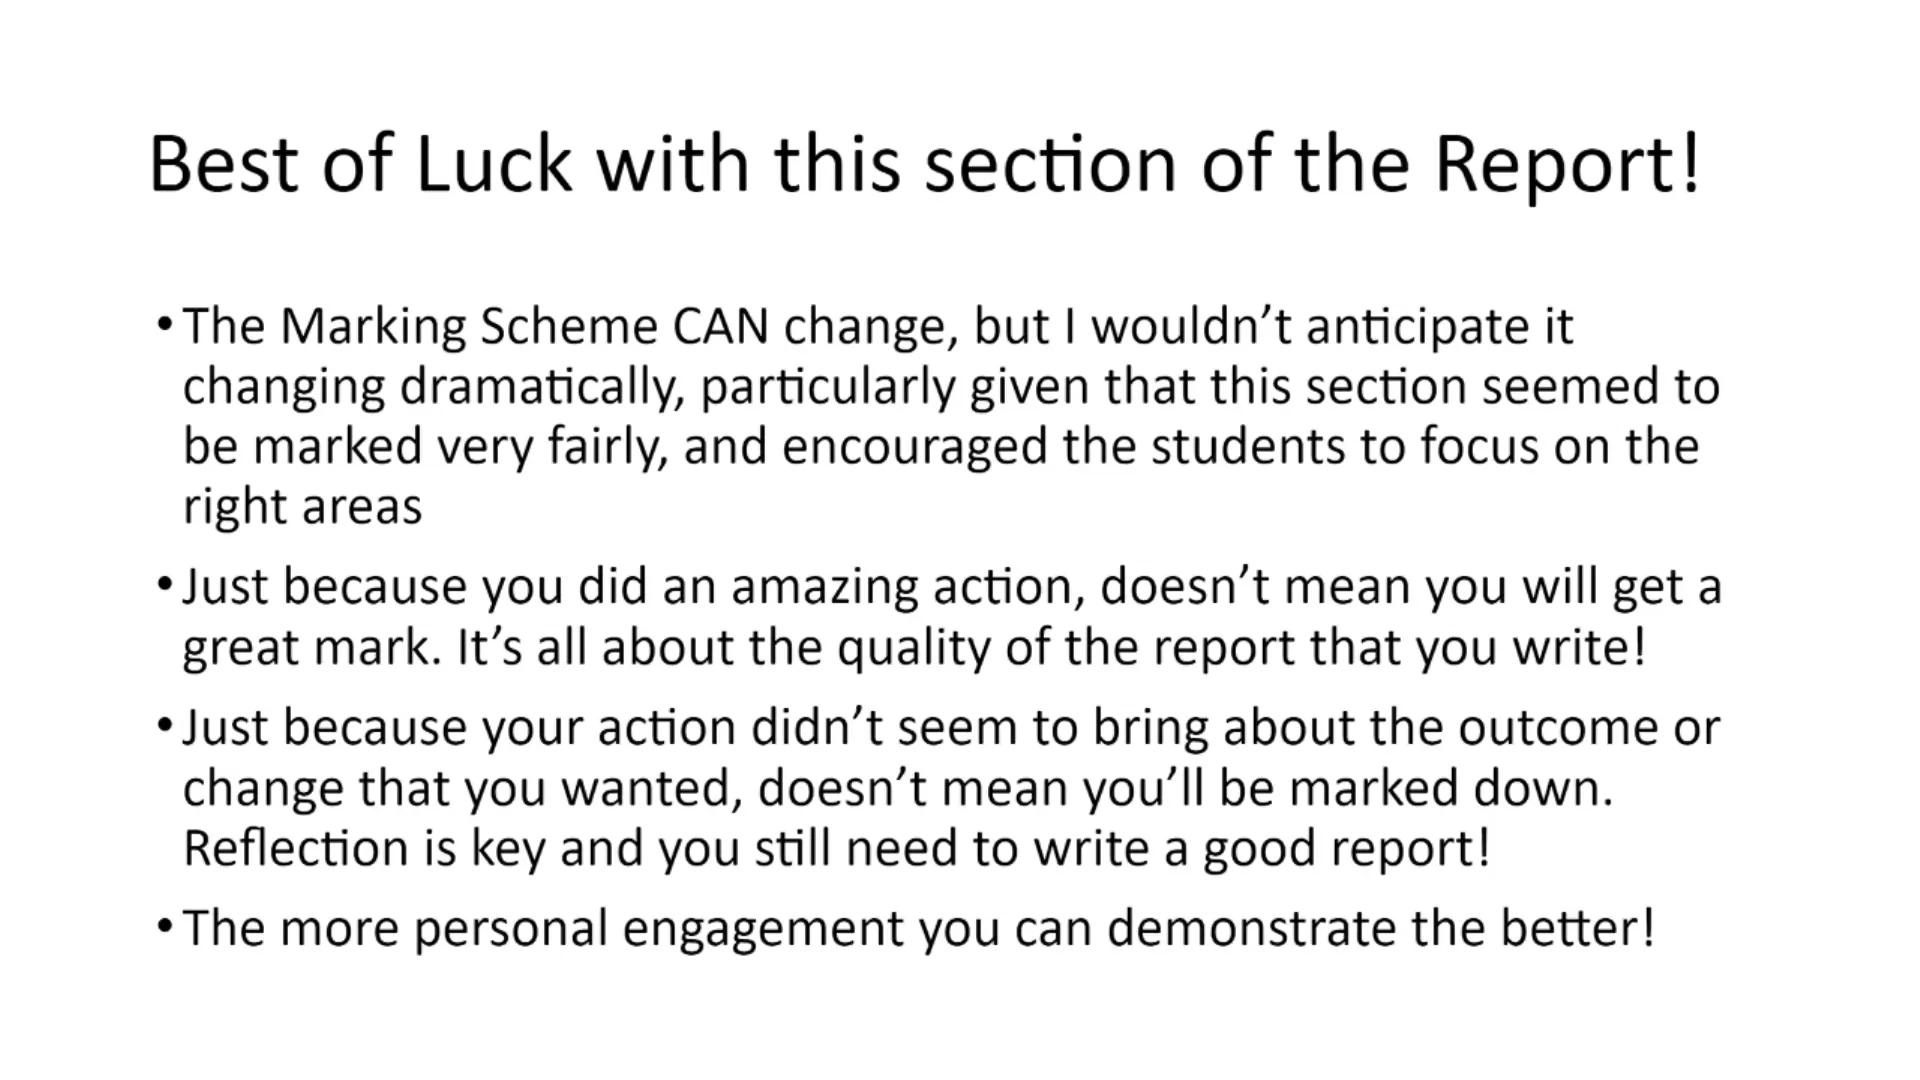 Best of Luck with this section of the Report!
• The Marking Scheme CAN change, but I wouldn’t anticipate it
changing dramatically, particularly given that this section seemed to
be marked very fairly, and encouraged the students to focus on the
right areas
• Just because you did an amazing action, doesn’t mean you will get a
great mark. It’s all about the quality of the report that you write!
• Just because your action didn’t seem to bring about the outcome or
change that you wanted, doesn’t mean you’ll be marked down.
Reflection is key and you still need to write a good report!
• The more personal engagement you can demonstrate the better!